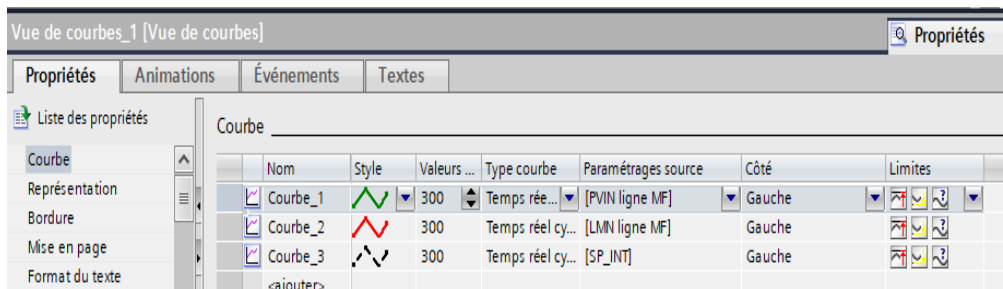 Vue de courbes_1 [Vue de courbes]
Propriétés
Propriétés Animations Événements Textes
Liste des propriétés
Courbe
Représentation
Bordure
Mise en page
Format du texte
Courbe
Nom Style Valeurs ... Type courbe Paramétrages source Côté Limites
Courbe_1 300 Temps rée... [PVIN ligne MF] Gauche
Courbe_2 300 Temps réel cy... [LMN ligne MF] Gauche
Courbe_3 300 Temps réel cy... [SP_INT] Gauche
<ajouter>